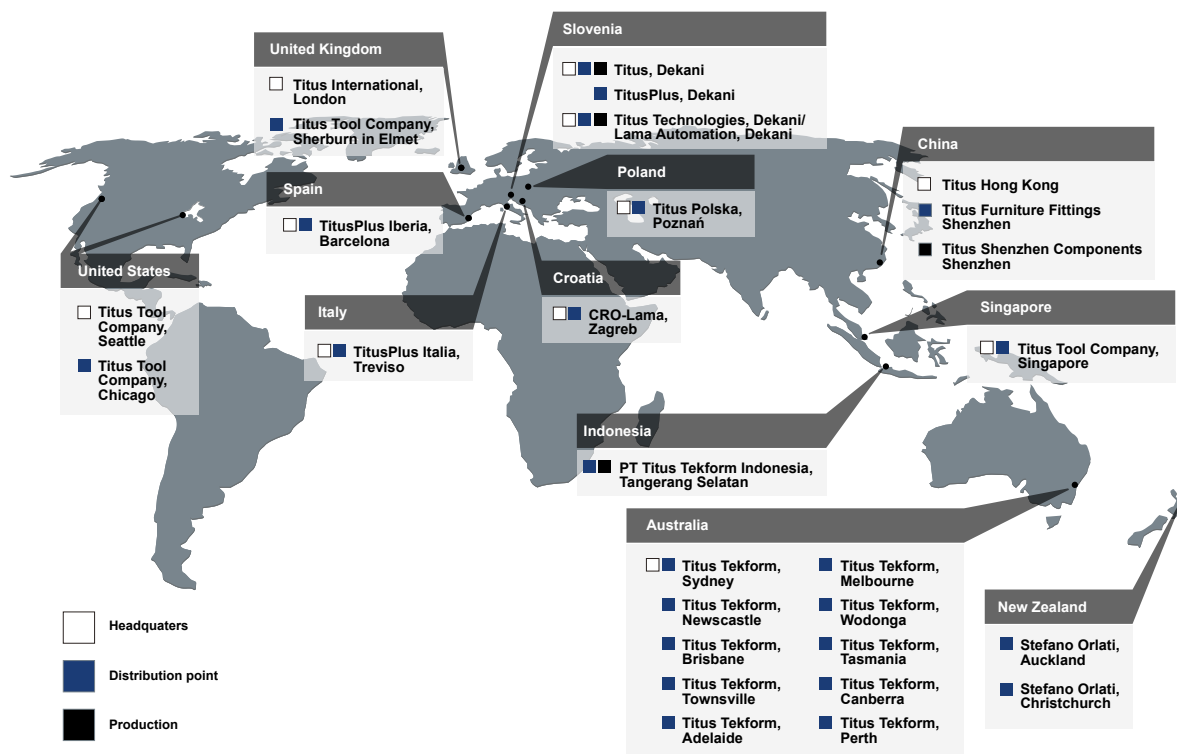 United Kingdom
Titus International,
London
Titus Tool Company,
Sherburn in Elmet
Slovenia
Titus, Dekani
TitusPlus, Dekani
Titus Technologies, Dekani/
Lama Automation, Dekani
China
Titus Hong Kong
Titus Furniture Fittings
Shenzhen
Titus Shenzhen Components
Shenzhen
Spain
TitusPlus Iberia,
Barcelona
Poland
Titus Polska,
Poznań
United States
Titus Tool
Company,
Seattle
Titus Tool
Company,
Chicago
Italy
TitusPlus Italia,
Treviso
Croatia
CRO-Lama,
Zagreb
Singapore
Titus Tool Company,
Singapore
Indonesia
PT Titus Tekform Indonesia,
Tangerang Selatan
Australia
Titus Tekform,
Sydney
Titus Tekform,
Newscastle
Titus Tekform,
Brisbane
Titus Tekform,
Townsville
Titus Tekform,
Adelaide
Titus Tekform,
Melbourne
Titus Tekform,
Wodonga
Titus Tekform,
Tasmania
Titus Tekform,
Canberra
Titus Tekform,
Perth
New Zealand
Stefano Orlati,
Auckland
Stefano Orlati,
Christchurch
Headquaters
Distribution point
Production